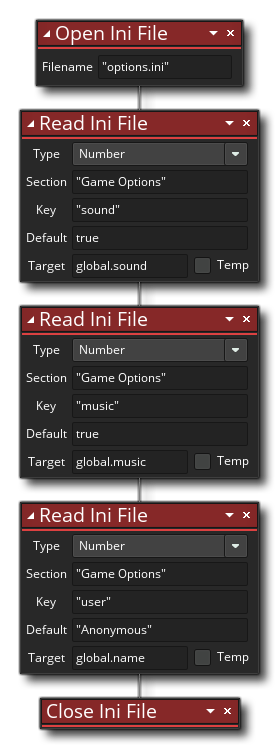 Open Ini File
Filename "options.ini"
Read Ini File
Type Number
Section "Game Options"
Key "sound"
Default true
Target global.sound Temp
Read Ini File
Type Number
Section "Game Options"
Key "music"
Default true
Target global.music Temp
Read Ini File
Type Number
Section "Game Options"
Key "user"
Default "Anonymous"
Target global.name Temp
Close Ini File